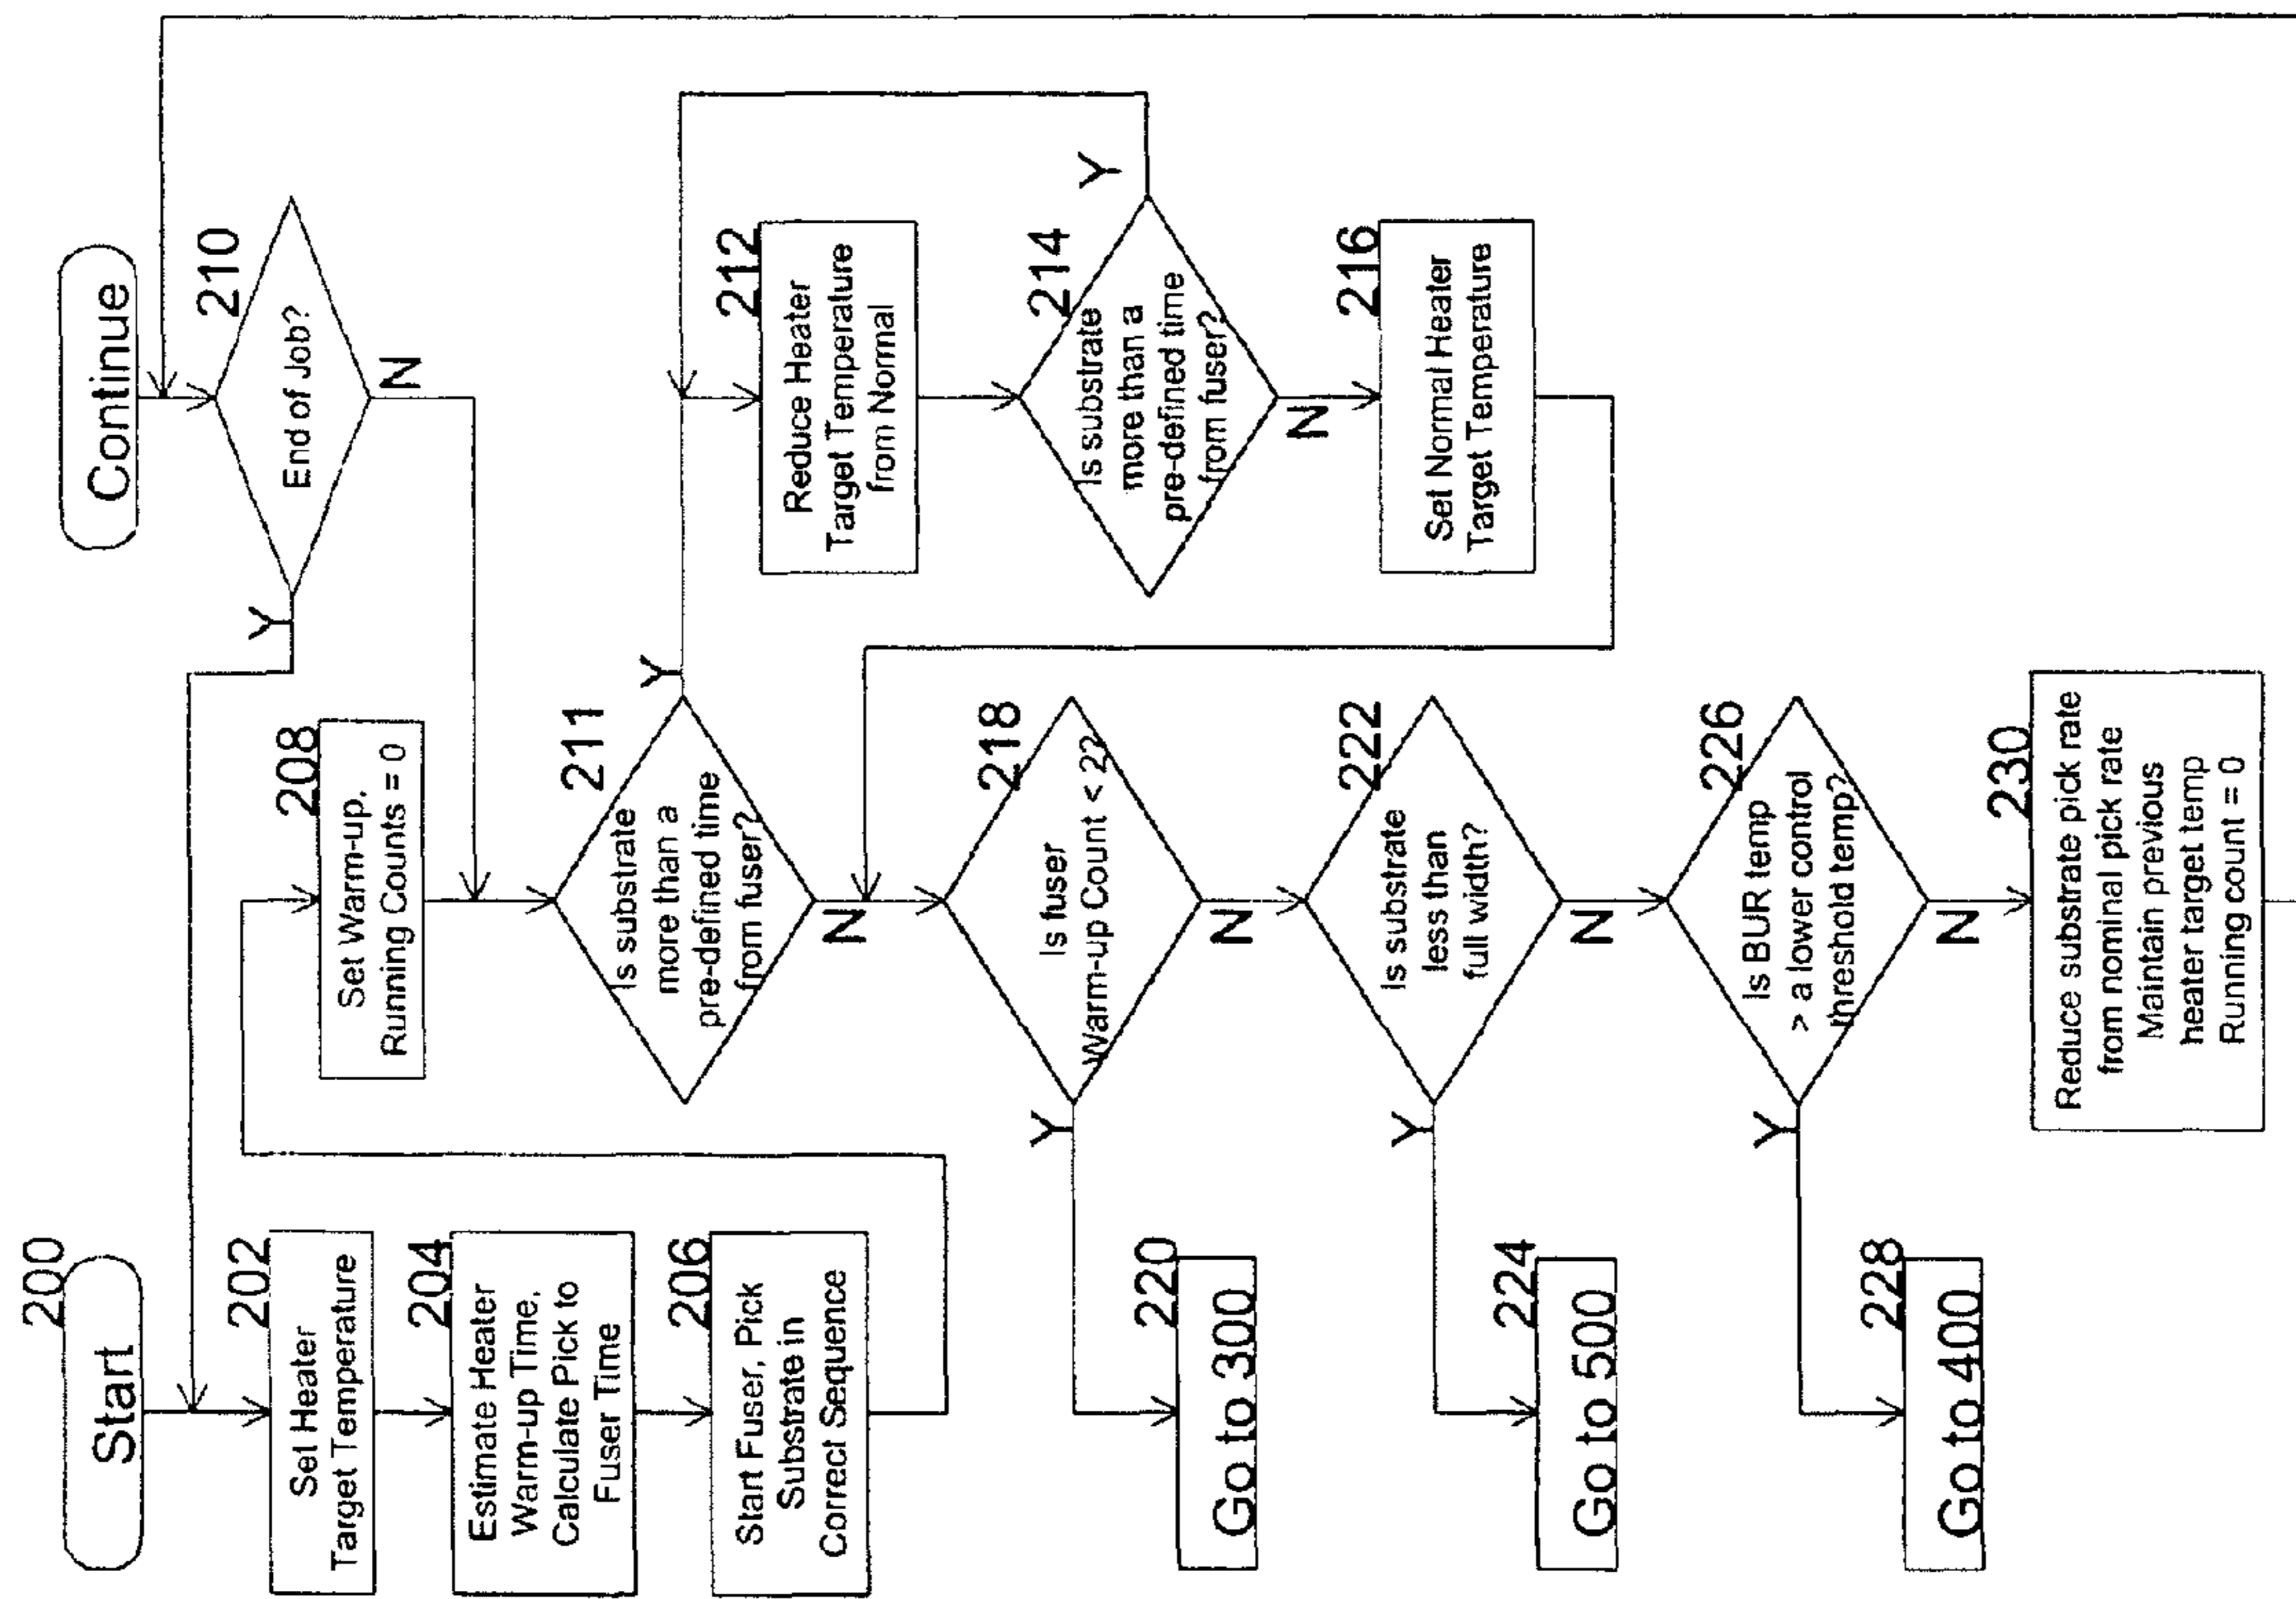 200
Start
202
Set Heater
Target Temperature
204
Estimate Heater
Warm-up Time,
Calculate Pick to
Fuser Time
206
Start Fuser, Pick
Substrate in
Correct Sequence
208
Set Warm-up,
Running Counts = 0
Continue
210
End of Job?
Y
N
211
Is substrate
more than a
pre-defined time
from fuser?
Y
N
212
Reduce Heater
Target Temperature
from Normal
214
Is substrate
more than a
pre-defined time
from fuser?
Y
N
216
Set Normal Heater
Target Temperature
218
Is fuser
Warm-up Count < 2?
Y
N
220
Go to 300
222
Is substrate
less than
full width?
Y
N
224
Go to 500
226
Is BUR temp
> a lower control
threshold temp?
Y
N
228
Go to 400
230
Reduce substrate pick rate
from nominal pick rate
Maintain previous
heater target temp
Running count = 0